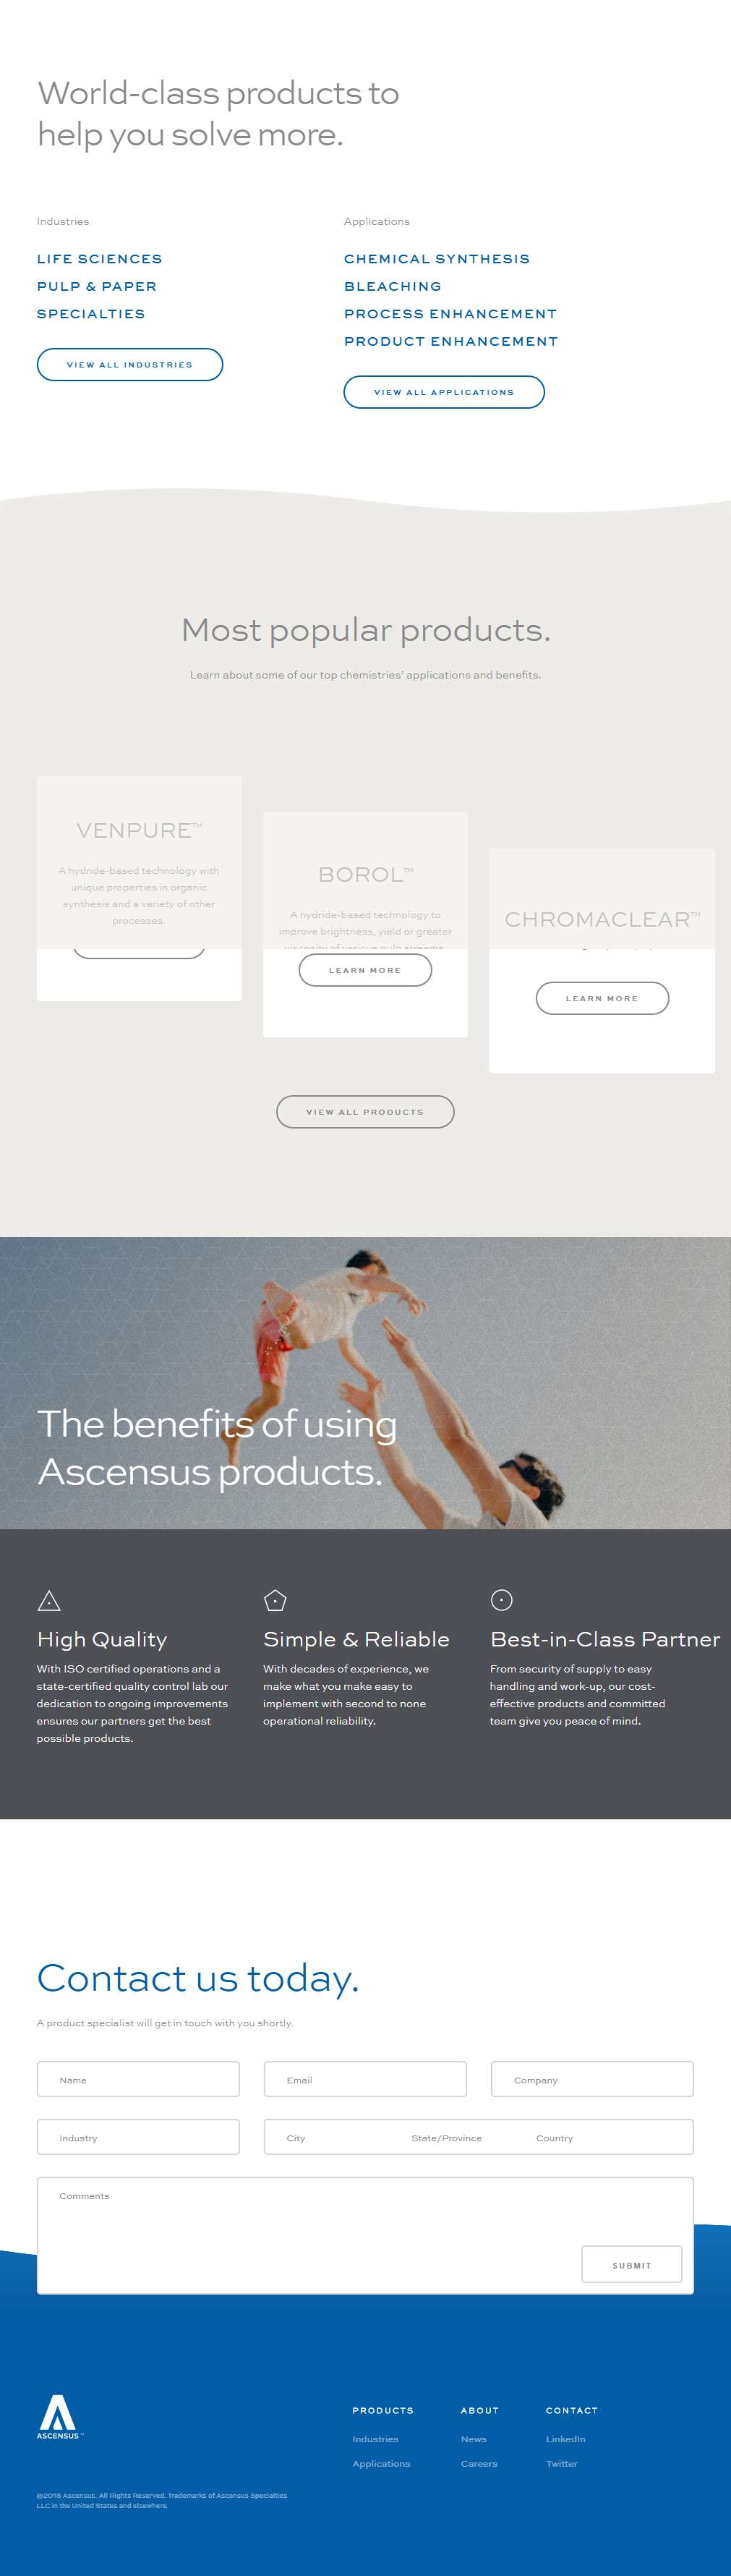 World-class products to
help you solve more.
Industries
LIFE SCIENCES
PULP & PAPER
SPECIALTIES
VIEW ALL INDUSTRIES
Applications
CHEMICAL SYNTHESIS
BLEACHING
PROCESS ENHANCEMENT
PRODUCT ENHANCEMENT
VIEW ALL APPLICATIONS
Most popular products.
Learn about some of our top chemistries' applications and benefits.
VENPURE™
A hydride-based technology with
unique properties in organic
synthesis and a variety of other
processes.
BOROL™
A hydride-based technology to
improve brightness, yield or greater
viscosity of various pulp streams
LEARN MORE
CHROMACLEAR™
LEARN MORE
VIEW ALL PRODUCTS
The benefits of using
Ascensus products.
High Quality
With ISO certified operations and a
state-certified quality control lab our
dedication to ongoing improvements
ensures our partners get the best
possible products.
Simple & Reliable
With decades of experience, we
make what you make easy to
implement with second to none
operational reliability.
Best-in-Class Partner
From security of supply to easy
handling and work-up, our cost-
effective products and committed
team give you peace of mind.
Contact us today.
A product specialist will get in touch with you shortly.
Name
Email
Company
Industry
City
State/Province
Country
Comments
SUBMIT
ASCENSUS™
PRODUCTS
Industries
Applications
ABOUT
News
Careers
CONTACT
LinkedIn
Twitter
©2018 Ascensus. All Rights Reserved. Trademarks of Ascensus Specialties
LLC in the United States and elsewhere.